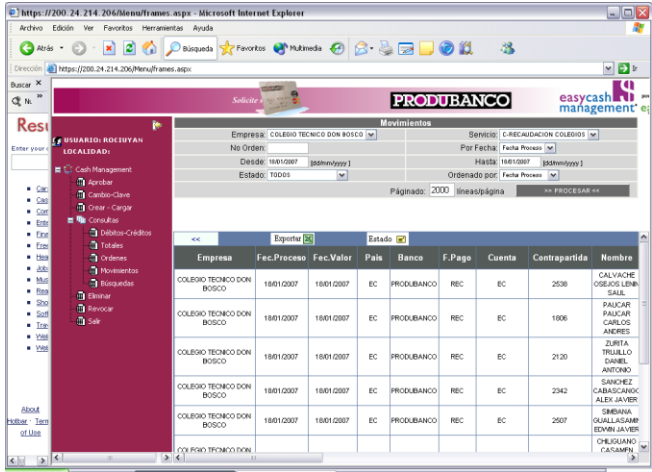 https://200.24.214.206/Menu/frames.aspx - Microsoft Internet Explorer
Archivo Edición Ver Favoritos Herramientas Ayuda
Atrás Búsqueda Favoritos Multimedia
Dirección https://200.24.214.206/Menu/frames.aspx Ir
Buscar X
Solicite
PRODUBANCO
easycash
management
Enter your
USUARIO: ROCIUYAN
LOCALIDAD:
Cash Management
Aprobar
Cambio-Clave
Crear - Cargar
Consultas
Débitos-Créditos
Totales
Ordenes
Movimientos
Búsquedas
Eliminar
Revocar
Salir
About
of Use
Movimientos
Empresa: COLEGIO TECNICO DON BOSCO Servicio: C-RECAUDACION COLEGIOS
No Orden: Por Fecha: Fecha Proceso
Desde: 18/01/2007 [dd/mm/yyyy ] Hasta: 18/01/2007 [dd/mm/yyyy ]
Estado: TODOS Ordenado por: Fecha Proceso
Páginado: 2000 líneas/página >> PROCESAR <<
<< Exportar Estado
Empresa Fec.Proceso Fec.Valor Pais Banco F.Pago Cuenta Contrapartida Nombre
COLEGIO TECNICO DON BOSCO 18/01/2007 18/01/2007 EC PRODUBANCO REC EC 2538 CALVACHE OSEJOS LENIN SAUL
COLEGIO TECNICO DON BOSCO 18/01/2007 18/01/2007 EC PRODUBANCO REC EC 1806 PAUCAR PAUCAR CARLOS ANDRES
COLEGIO TECNICO DON BOSCO 18/01/2007 18/01/2007 EC PRODUBANCO REC EC 2120 ZURITA TRUJILLO DANIEL ANTONIO
COLEGIO TECNICO DON BOSCO 18/01/2007 18/01/2007 EC PRODUBANCO REC EC 2342 SANCHEZ CABASCANGO ALEX JAVIER
COLEGIO TECNICO DON BOSCO 18/01/2007 18/01/2007 EC PRODUBANCO REC EC 2507 SIMBANA GUALLASAMIN EDWIN JAVIER
COLEGIO TECNICO DON CHILIGUANO CASAMEN